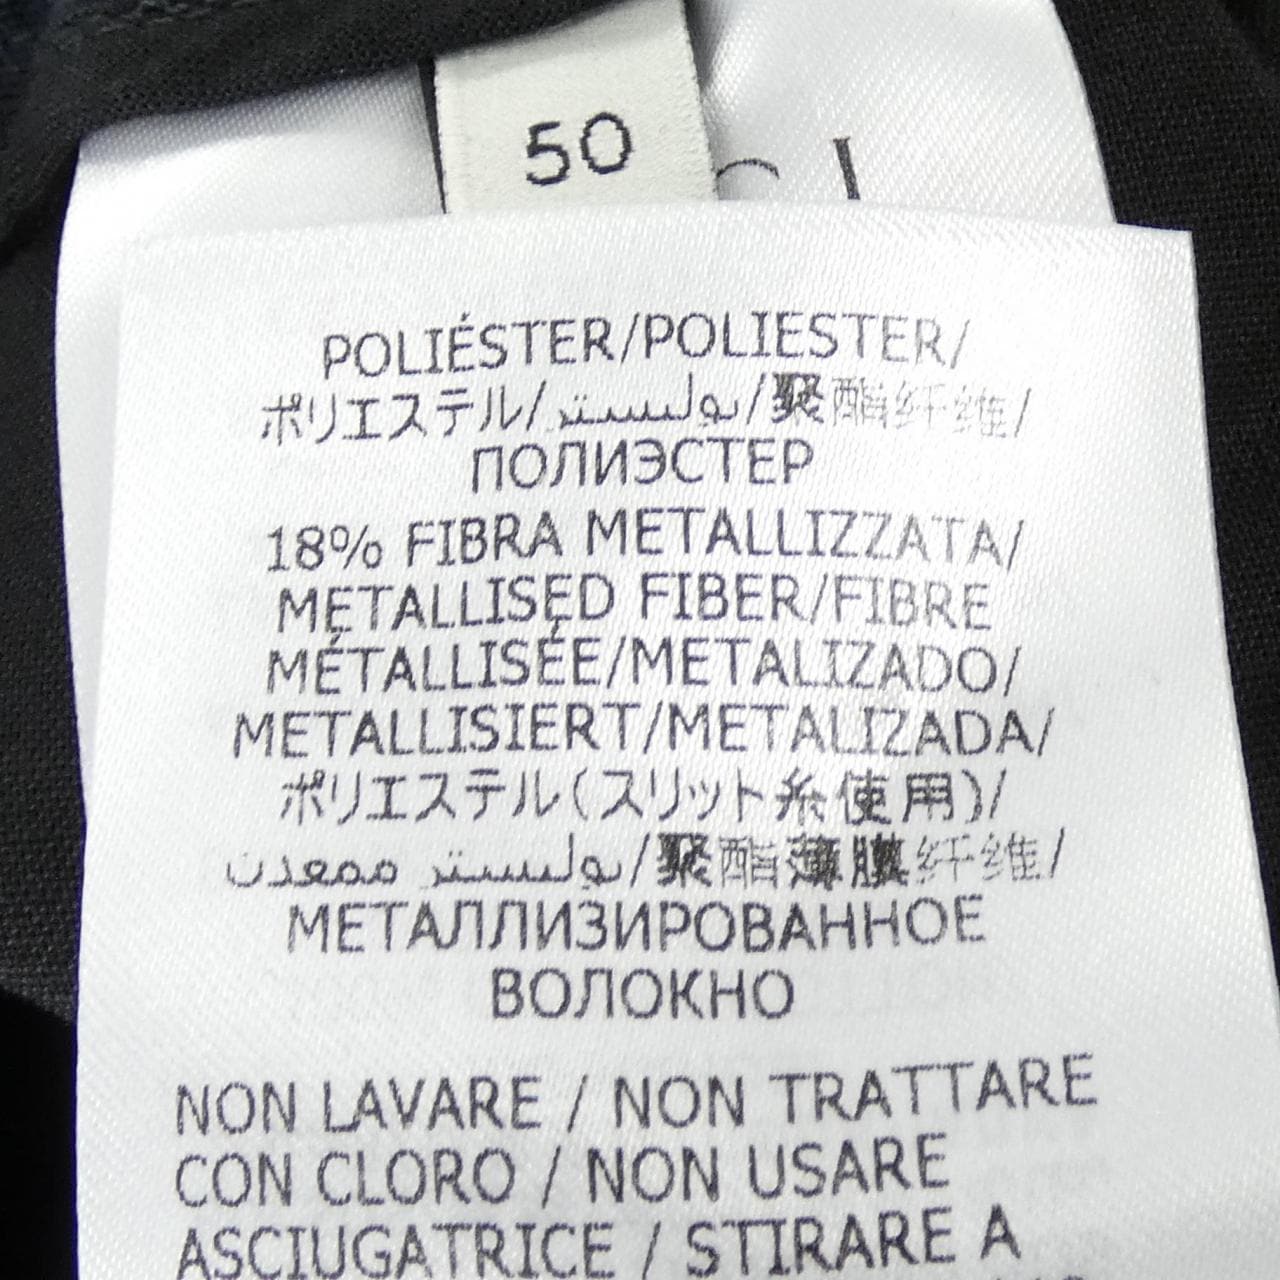 50
POLIÉSTER/POLIESTER/
ポリエステル/بوليستر/聚酯纤维/
ПОЛИЭСТЕР
18% FIBRA METALLIZZATA/
METALLISED FIBER/FIBRE
MÉTALLISÉE/METALIZADO/
METALLISIERT/METALIZADA/
ポリエステル(スリット糸使用)/
بوليستر ممعدن/聚酯薄膜纤维/
МЕТАЛЛИЗИРОВАННОЕ
ВОЛОКНО
NON LAVARE / NON TRATTARE
CON CLORO / NON USARE
ASCIUGATRICE / STIRARE A